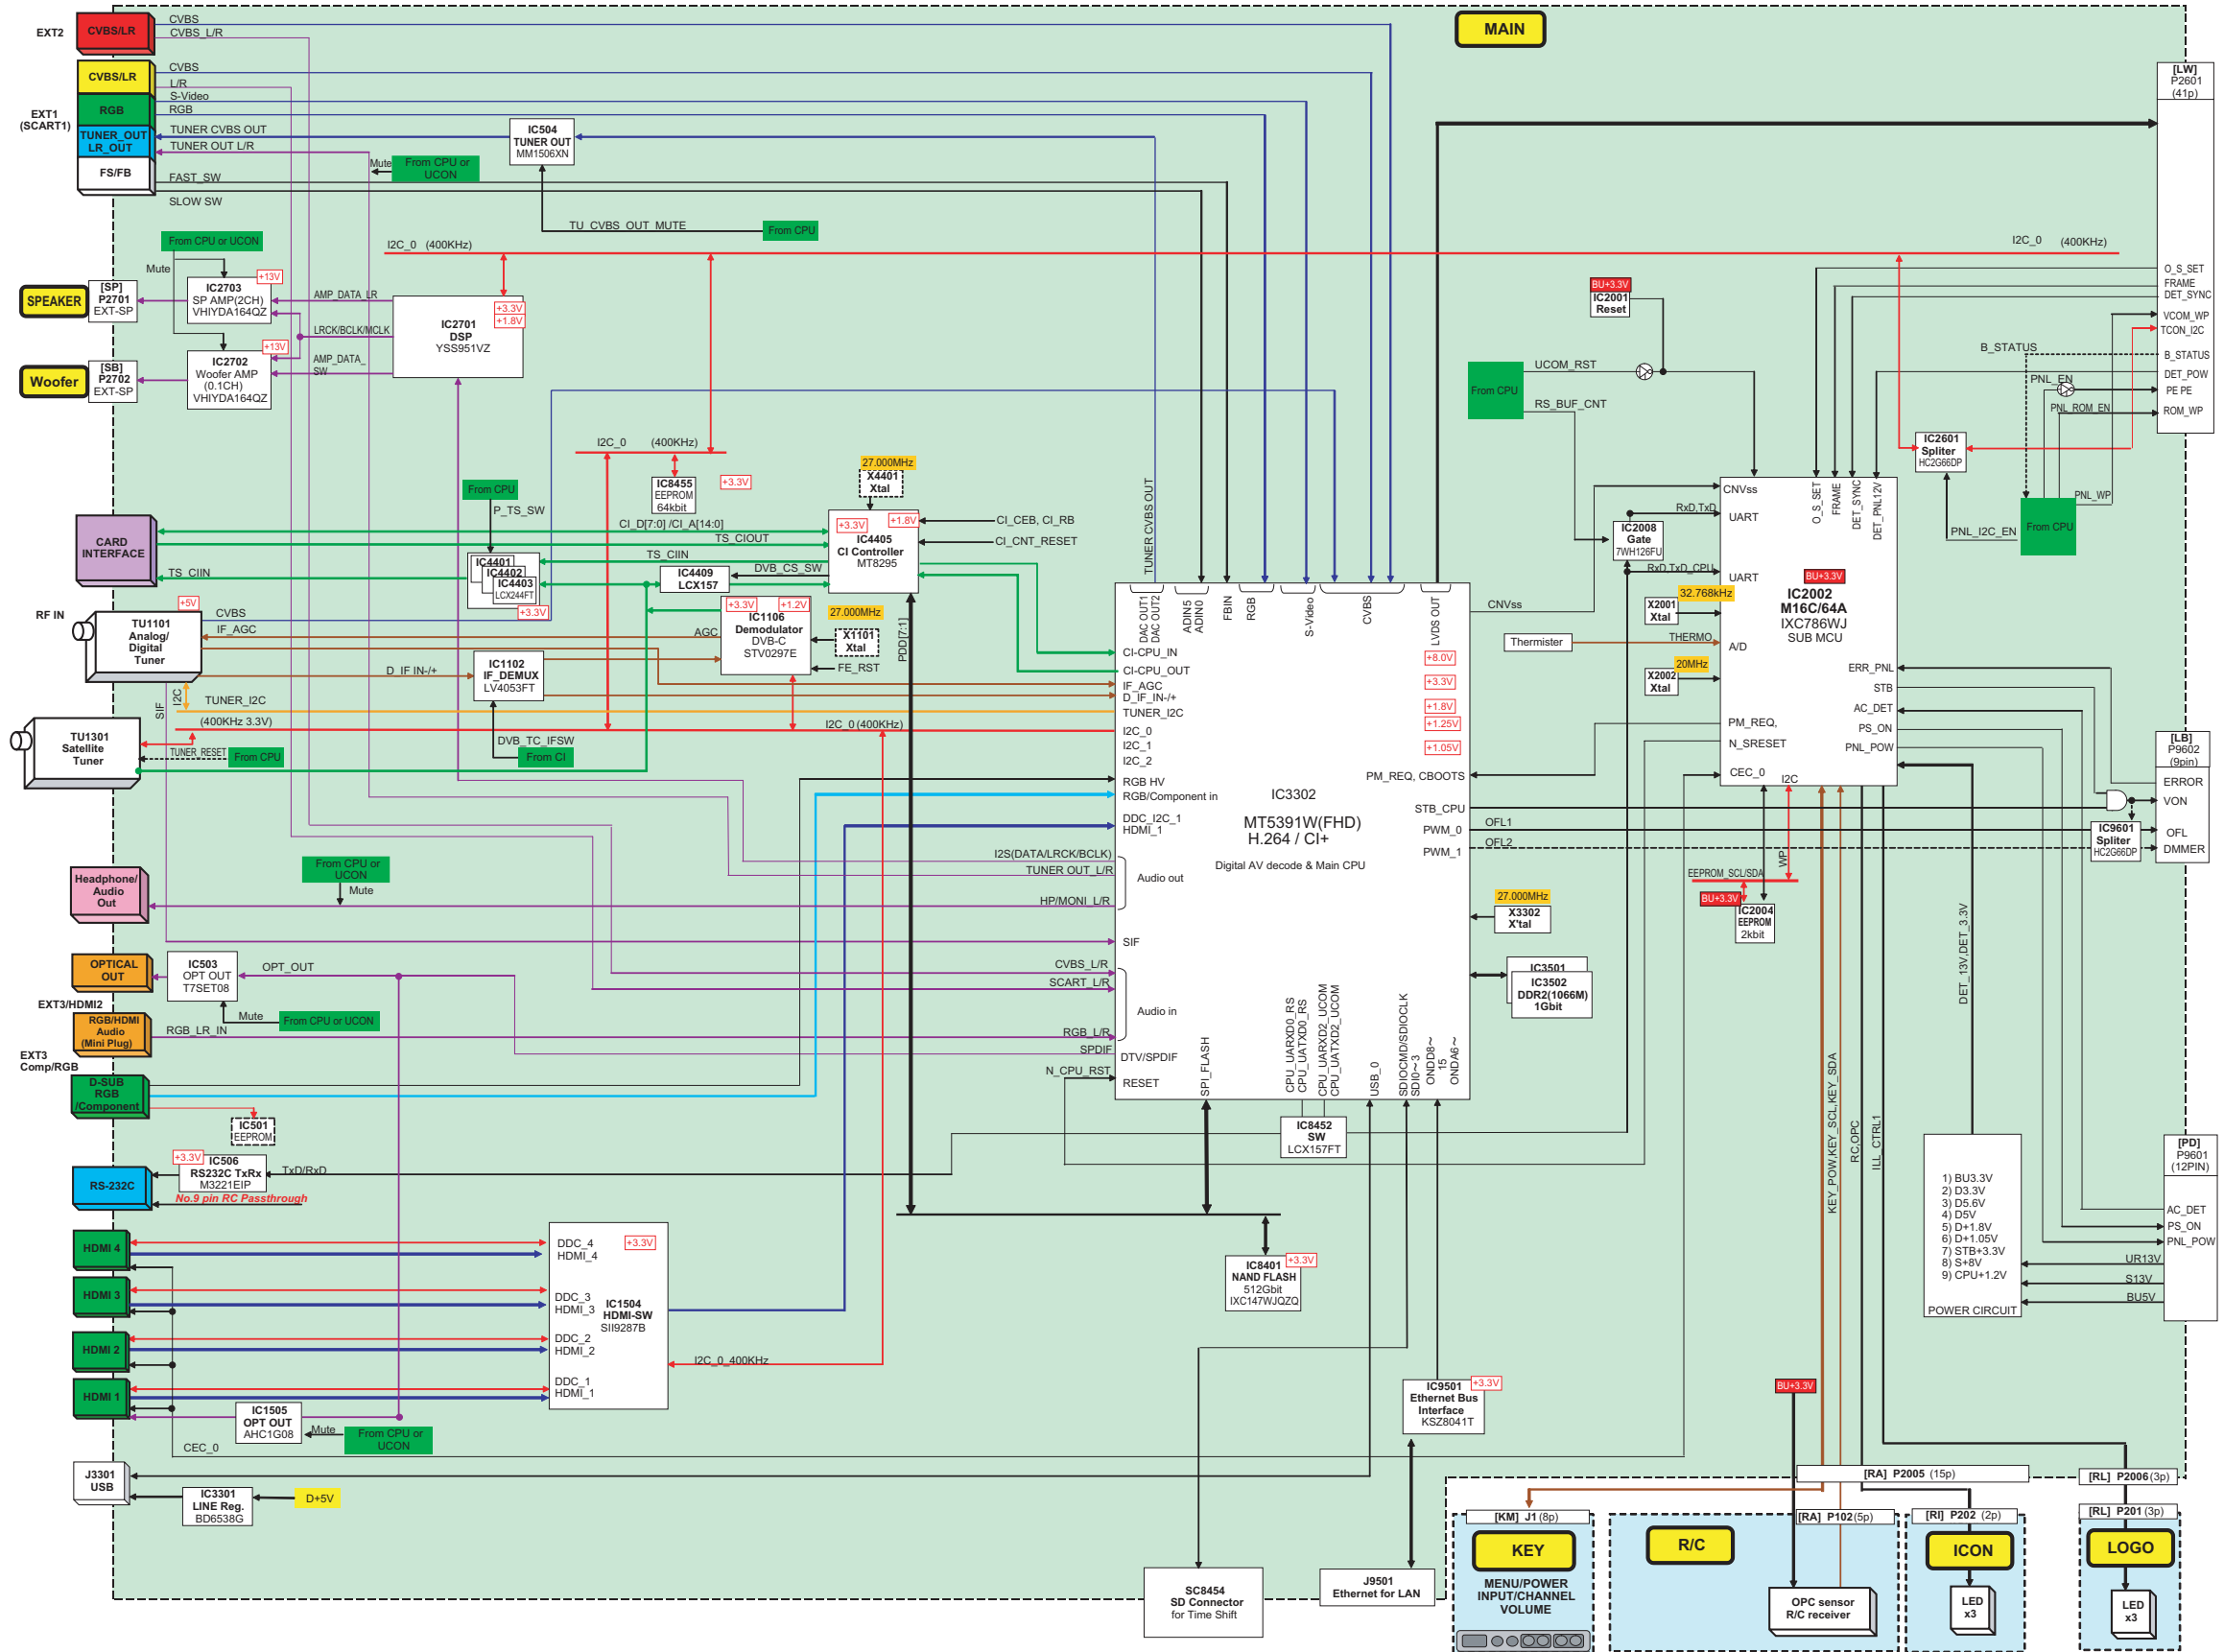 MAIN
EXT2
CVBS/LR
CVBS
CVBS_L/R
EXT1
(SCART1)
CVBS/LR
RGB
TUNER_OUT
LR_OUT
FS/FB
CVBS
L/R
S-Video
RGB
TUNER CVBS OUT
TUNER OUT L/R
FAST_SW
SLOW SW
IC504
TUNER OUT
MM1506XN
Mute
From CPU or
UCON
TU_CVBS_OUT_MUTE
From CPU
[LW]
P2601
(41p)
I2C_0 (400KHz)
I2C_0 (400KHz)
From CPU or UCON
Mute
SPEAKER
[SP]
P2701
EXT-SP
+13V
IC2703
SP AMP(2CH)
VHIYDA164QZ
Woofer
[SB]
P2702
EXT-SP
+13V
IC2702
Woofer AMP
(0.1CH)
VHIYDA164QZ
AMP_DATA_LR
LRCK/BCLK/MCLK
AMP_DATA_
SW
IC2701
DSP
YSS951VZ
+3.3V
+1.8V
BU+3.3V
IC2001
Reset
From CPU
UCOM_RST
RS_BUF_CNT
O_S_SET
FRAME
DET_SYNC
VCOM_WP
TCON_I2C
B_STATUS
B_STATUS
DET_POW
PNL_EN
PE PE
PNL_ROM_EN
ROM_WP
IC2601
Spliter
HC2G66DP
PNL_WP
From CPU
PNL_I2C_EN
I2C_0 (400KHz)
IC8455
EEPROM
64kbit
+3.3V
27.000MHz
X4401
Xtal
From CPU
P_TS_SW
CARD
INTERFACE
CI_D[7:0] /CI_A[14:0]
TS_CIOUT
TS_CIIN
TS_CIIN
IC4401
IC4402
IC4403
LCX244FT
+3.3V
IC4409
LCX157
DVB_CS_SW
+3.3V
+1.8V
IC4405
CI Controller
MT8295
CI_CEB, CI_RB
CI_CNT_RESET
RF IN
+5V
TU1101
Analog/
Digital
Tuner
CVBS
IF_AGC
AGC
D_IF IN-/+
IC1102
IF_DEMUX
LV4053FT
+3.3V
+1.2V
IC1106
Demodulator
DVB-C
STV0297E
27.000MHz
X1101
Xtal
FE_RST
PDD[7:1]
SIF
I2C
TUNER_I2C
(400KHz 3.3V)
I2C_0 (400KHz)
TU1301
Satellite
Tuner
TUNER_RESET
From CPU
DVB_TC_IFSW
From CI
TUNER CVBS OUT
DAC OUT1
DAC OUT2
ADIN5
ADIN0
FBIN
RGB
S-Video
CVBS
LVDS OUT
CI-CPU_IN
CI-CPU_OUT
IF_AGC
D_IF_IN-/+
TUNER_I2C
I2C_0
I2C_1
I2C_2
RGB HV
RGB/Component in
DDC_I2C_1
HDMI_1
+8.0V
+3.3V
+1.8V
+1.25V
+1.05V
IC3302
MT5391W(FHD)
H.264 / CI+
Digital AV decode & Main CPU
PM_REQ, CBOOTS
STB_CPU
PWM_0
PWM_1
I2S(DATA/LRCK/BCLK)
TUNER OUT_L/R
Audio out
HP/MONI_L/R
SIF
CVBS_L/R
SCART_L/R
Audio in
RGB_L/R
SPDIF
DTV/SPDIF
N_CPU_RST
RESET
SPI_FLASH
CPU_UARXD0_RS
CPU_UATXD0_RS
CPU_UARXD2_UCOM
CPU_UATXD2_UCOM
USB_0
SDIOCMD/SDIOCLK
SDI0~3
ONDD8~
15
ONDA6~
CNVss
CNVss
UART
UART
RxD,TxD
RxD,TxD_CPU
IC2008
Gate
7WH126FU
O_S_SET
FRAME
DET_SYNC
DET_PNL12V
BU+3.3V
IC2002
M16C/64A
IXC786WJ
SUB MCU
32.768kHz
X2001
Xtal
Thermister
THERMO
A/D
20MHz
X2002
Xtal
ERR_PNL
STB
AC_DET
PS_ON
PNL_POW
PM_REQ,
N_SRESET
CEC_0
I2C
[LB]
P9602
(9pin)
ERROR
VON
OFL
DMMER
OFL1
OFL2
IC9601
Spliter
HC2G66DP
WP
EEPROM_SCL/SDA
BU+3.3V
IC2004
EEPROM
2kbit
27.000MHz
X3302
X'tal
IC3501
IC3502
DDR2(1066M)
1Gbit
Headphone/
Audio
Out
From CPU or
UCON
Mute
OPTICAL
OUT
IC503
OPT OUT
T7SET08
OPT_OUT
Mute
From CPU or UCON
EXT3/HDMI2
RGB/HDMI
Audio
(Mini Plug)
RGB_LR_IN
EXT3
Comp/RGB
D-SUB
RGB
/Component
IC501
EEPROM
+3.3V
IC506
RS232C TxRx
M3221EIP
TxD/RxD
RS-232C
No.9 pin RC Passthrough
IC8452
SW
LCX157FT
HDMI 4
HDMI 3
HDMI 2
HDMI 1
DDC_4
HDMI_4
+3.3V
DDC_3
HDMI_3
IC1504
HDMI-SW
SII9287B
DDC_2
HDMI_2
DDC_1
HDMI_1
I2C_0_400KHz
IC1505
OPT OUT
AHC1G08
Mute
From CPU or
UCON
CEC_0
IC8401
NAND FLASH
512Gbit
IXC147WJQZQ
+3.3V
IC9501
Ethernet Bus
Interface
KSZ8041T
+3.3V
J3301
USB
IC3301
LINE Reg.
BD6538G
D+5V
SC8454
SD Connector
for Time Shift
J9501
Ethernet for LAN
DET_13V,DET_3.3V
KEY_POW,KEY_SCL,KEY_SDA
RC,OPC
ILL_CTRL1
1) BU3.3V
2) D3.3V
3) D5.6V
4) D5V
5) D+1.8V
6) D+1.05V
7) STB+3.3V
8) S+8V
9) CPU+1.2V
POWER CIRCUIT
[PD]
P9601
(12PIN)
AC_DET
PS_ON
PNL_POW
UR13V
S13V
BU5V
BU+3.3V
[RA] P2005 (15p)
[RL] P2006 (3p)
[KM] J1 (8p)
[RA] P102 (5p)
[RI] P202 (2p)
[RL] P201 (3p)
KEY
MENU/POWER
INPUT/CHANNEL
VOLUME
R/C
OPC sensor
R/C receiver
ICON
LED
x3
LOGO
LED
x3